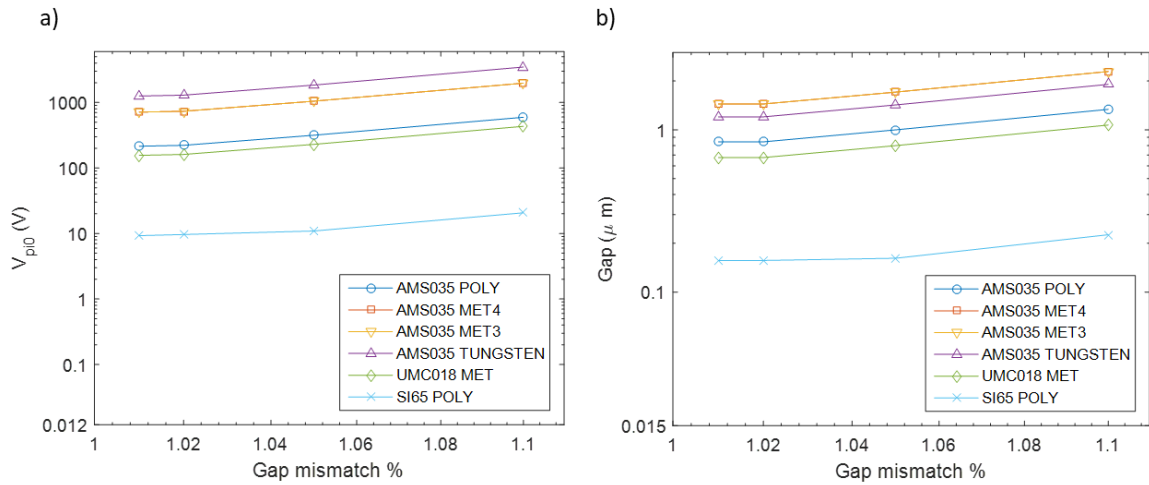 a)
V_pi0 (V)
1000
100
10
1
0.1
0.012
1
1.02
1.04
1.06
1.08
1.1
Gap mismatch %
AMS035 POLY
AMS035 MET4
AMS035 MET3
AMS035 TUNGSTEN
UMC018 MET
SI65 POLY
b)
Gap (μ m)
1
0.1
0.015
1
1.02
1.04
1.06
1.08
1.1
Gap mismatch %
AMS035 POLY
AMS035 MET4
AMS035 MET3
AMS035 TUNGSTEN
UMC018 MET
SI65 POLY